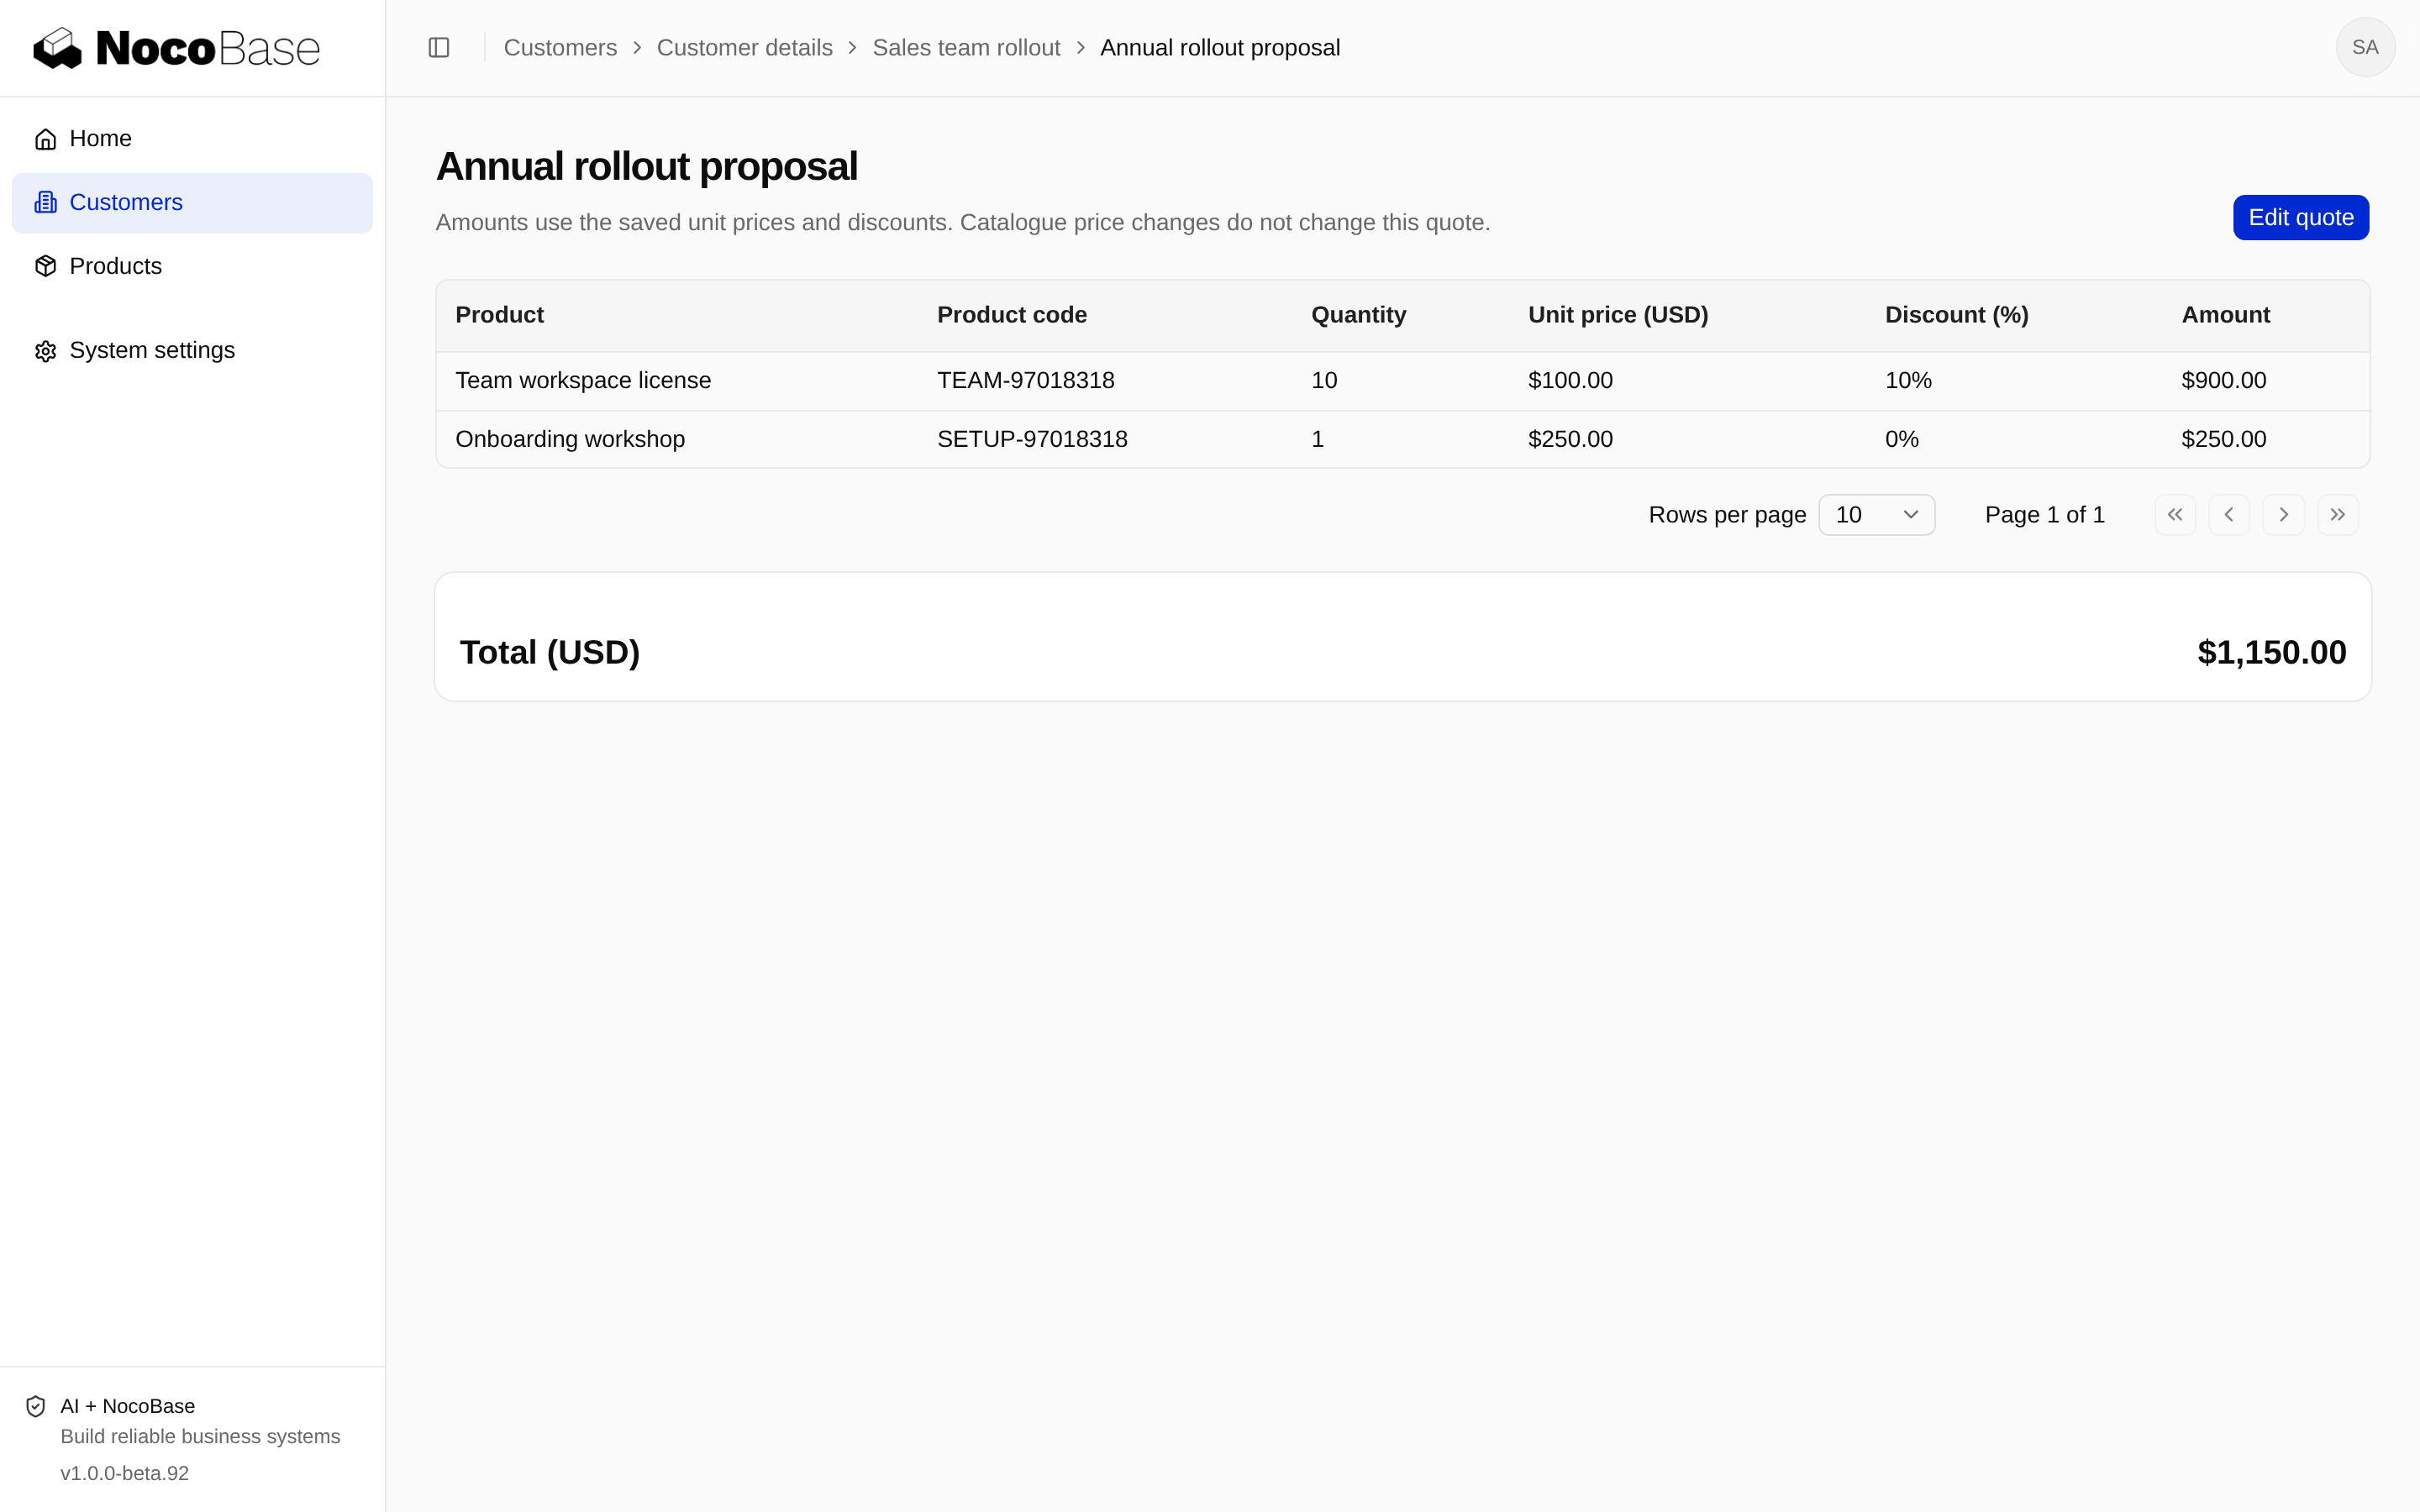 NocoBase
Customers > Customer details > Sales team rollout > Annual rollout proposal
SA
Home
Customers
Products
System settings
Annual rollout proposal
Amounts use the saved unit prices and discounts. Catalogue price changes do not change this quote.
Edit quote
Product Product code Quantity Unit price (USD) Discount (%) Amount
Team workspace license TEAM-97018318 10 $100.00 10% $900.00
Onboarding workshop SETUP-97018318 1 $250.00 0% $250.00
Rows per page 10 Page 1 of 1
Total (USD) $1,150.00
AI + NocoBase
Build reliable business systems
v1.0.0-beta.92